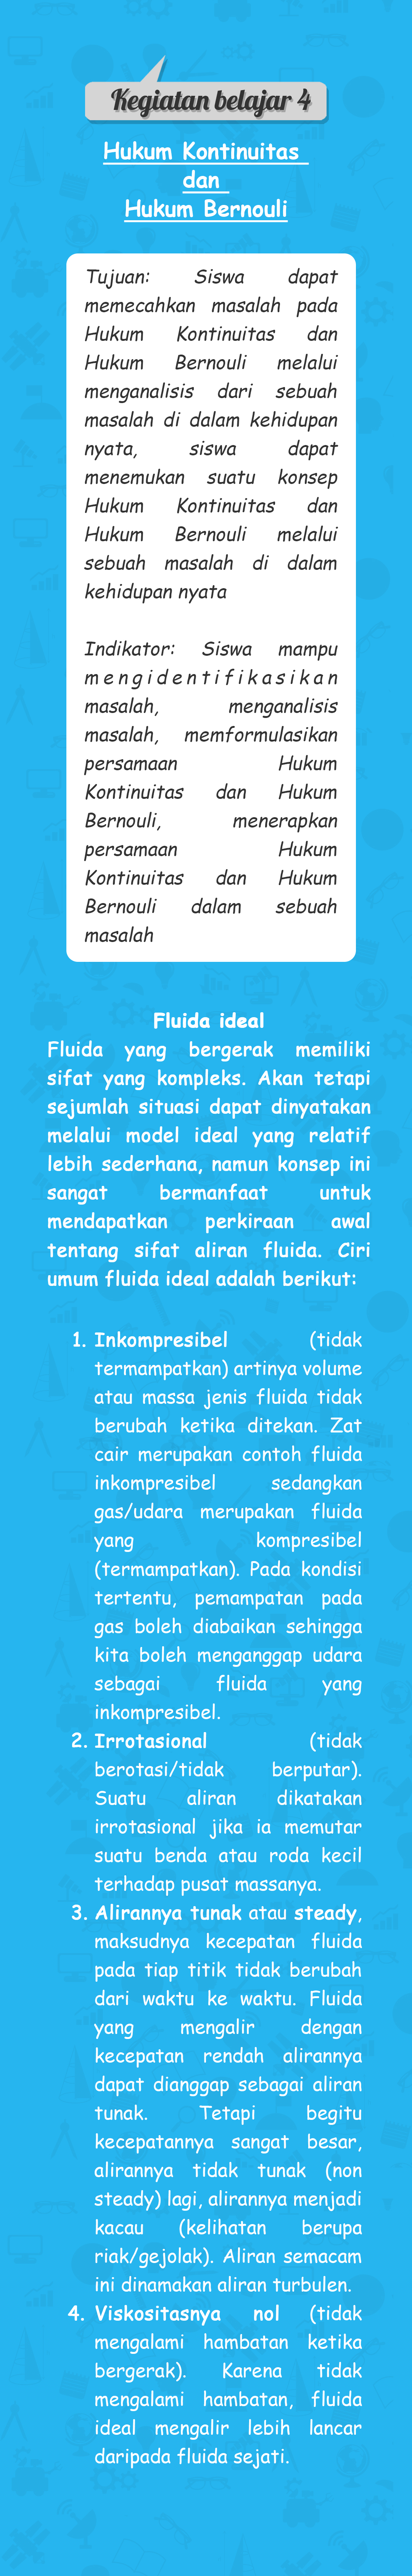 Kegiatan belajar 4
Hukum Kontinuitas
dan
Hukum Bernouli
Tujuan: Siswa dapat
memecahkan masalah pada
Hukum Kontinuitas dan
Hukum Bernouli melalui
menganalisis dari sebuah
masalah di dalam kehidupan
nyata, siswa dapat
menemukan suatu konsep
Hukum Kontinuitas dan
Hukum Bernouli melalui
sebuah masalah di dalam
kehidupan nyata
Indikator: Siswa mampu
mengidentifikasikan
masalah, menganalisis
masalah, memformulasikan
persamaan Hukum
Kontinuitas dan Hukum
Bernouli, menerapkan
persamaan Hukum
Kontinuitas dan Hukum
Bernouli dalam sebuah
masalah
Fluida ideal
Fluida yang bergerak memiliki
sifat yang kompleks. Akan tetapi
sejumlah situasi dapat dinyatakan
melalui model ideal yang relatif
lebih sederhana, namun konsep ini
sangat bermanfaat untuk
mendapatkan perkiraan awal
tentang sifat aliran fluida. Ciri
umum fluida ideal adalah berikut:
1. Inkompresibel (tidak
termampatkan) artinya volume
atau massa jenis fluida tidak
berubah ketika ditekan. Zat
cair merupakan contoh fluida
inkompresibel sedangkan
gas/udara merupakan fluida
yang kompresibel
(termampatkan). Pada kondisi
tertentu, pemampatan pada
gas boleh diabaikan sehingga
kita boleh menganggap udara
sebagai fluida yang
inkompresibel.
2. Irrotasional (tidak
berotasi/tidak berputar).
Suatu aliran dikatakan
irrotasional jika ia memutar
suatu benda atau roda kecil
terhadap pusat massanya.
3. Alirannya tunak atau steady,
maksudnya kecepatan fluida
pada tiap titik tidak berubah
dari waktu ke waktu. Fluida
yang mengalir dengan
kecepatan rendah alirannya
dapat dianggap sebagai aliran
tunak. Tetapi begitu
kecepatannya sangat besar,
alirannya tidak tunak (non
steady) lagi, alirannya menjadi
kacau (kelihatan berupa
riak/gejolak). Aliran semacam
ini dinamakan aliran turbulen.
4. Viskositasnya nol (tidak
mengalami hambatan ketika
bergerak). Karena tidak
mengalami hambatan, fluida
ideal mengalir lebih lancar
daripada fluida sejati.